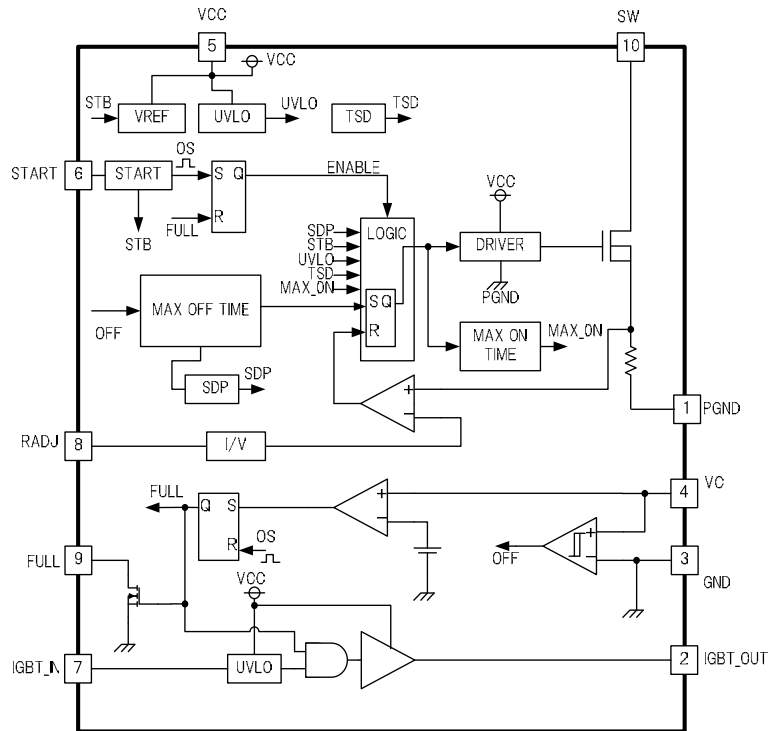 VCC
SW
5
10
VCC
STB
VREF
UVLO
UVLO
TSD
TSD
START
6
START
OS
S Q
R
FULL
STB
ENABLE
SDP
STB
UVLO
TSD
MAX_ON
LOGIC
S Q
R
VCC
DRIVER
PGND
MAX OFF TIME
OFF
SDP
SDP
MAX ON
TIME
MAX_ON
+
−
1
PGND
RADJ
8
I/V
FULL
Q S
R
OS
+
−
4
VC
OFF
+
−
3
GND
FULL
9
VCC
IGBT_IN
7
UVLO
2
IGBT_OUT